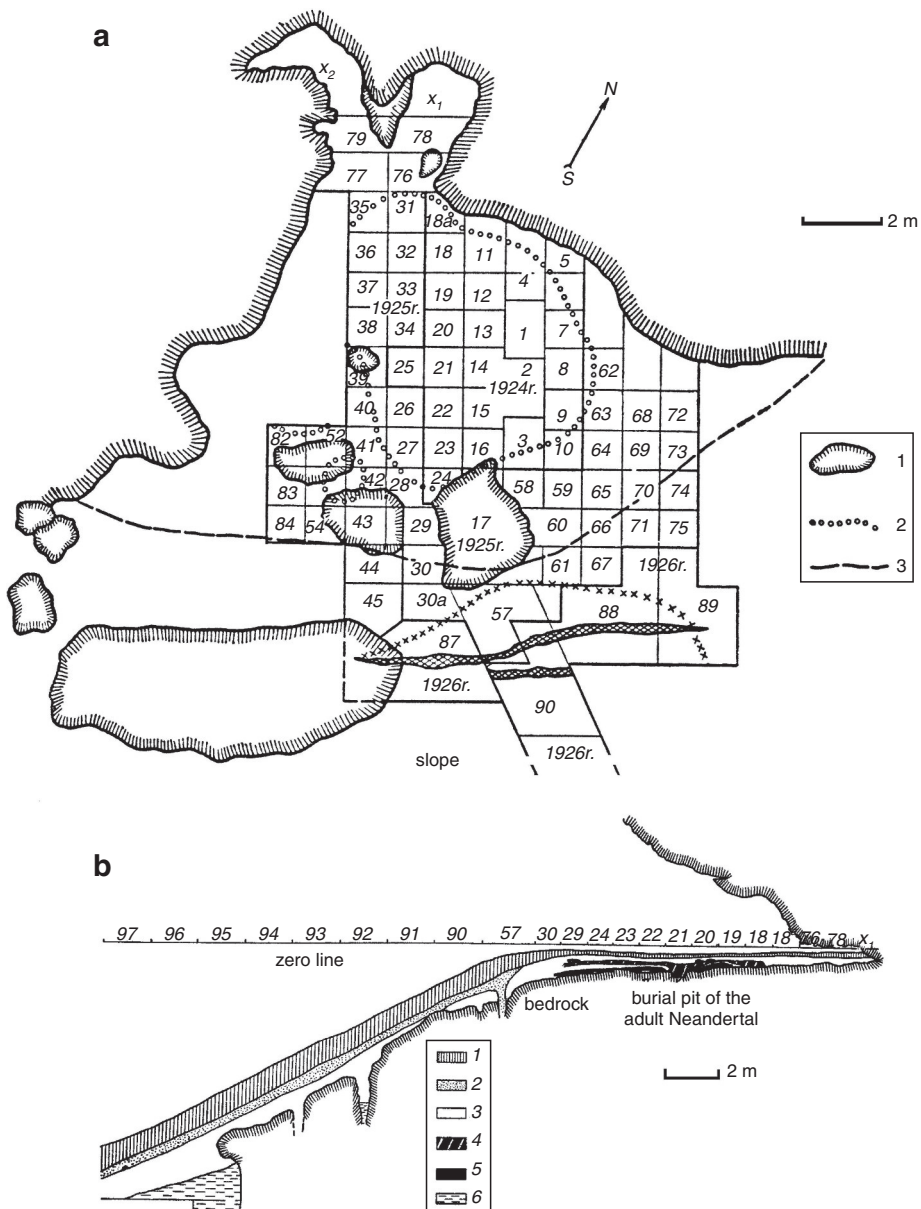 a
x₂
x₁
N
S
79 78
77 76
2 m
35 31 18a
36 32 18 11 4 5
37 33 19 12
1925r.
38 34 20 13 1 7
39 25 21 14 2 8 62
1924r.
40 26 22 15 9 63 68 72
82 52 41 27 23 16 3 10 64 69 73
83 42 28 24 58 59 65 70 74
84 54 43 29 17 60 66 71 75
1925r.
44 30 61 67 1926r.
45 30a 57 88 89
87
1926r. 90
slope 1926r.
1
2
3
b
97 96 95 94 93 92 91 90 57 30 29 24 23 22 21 20 19 18 18' 76 78 x₁
zero line
bedrock burial pit of the
adult Neandertal
2 m
1
2
3
4
5
6